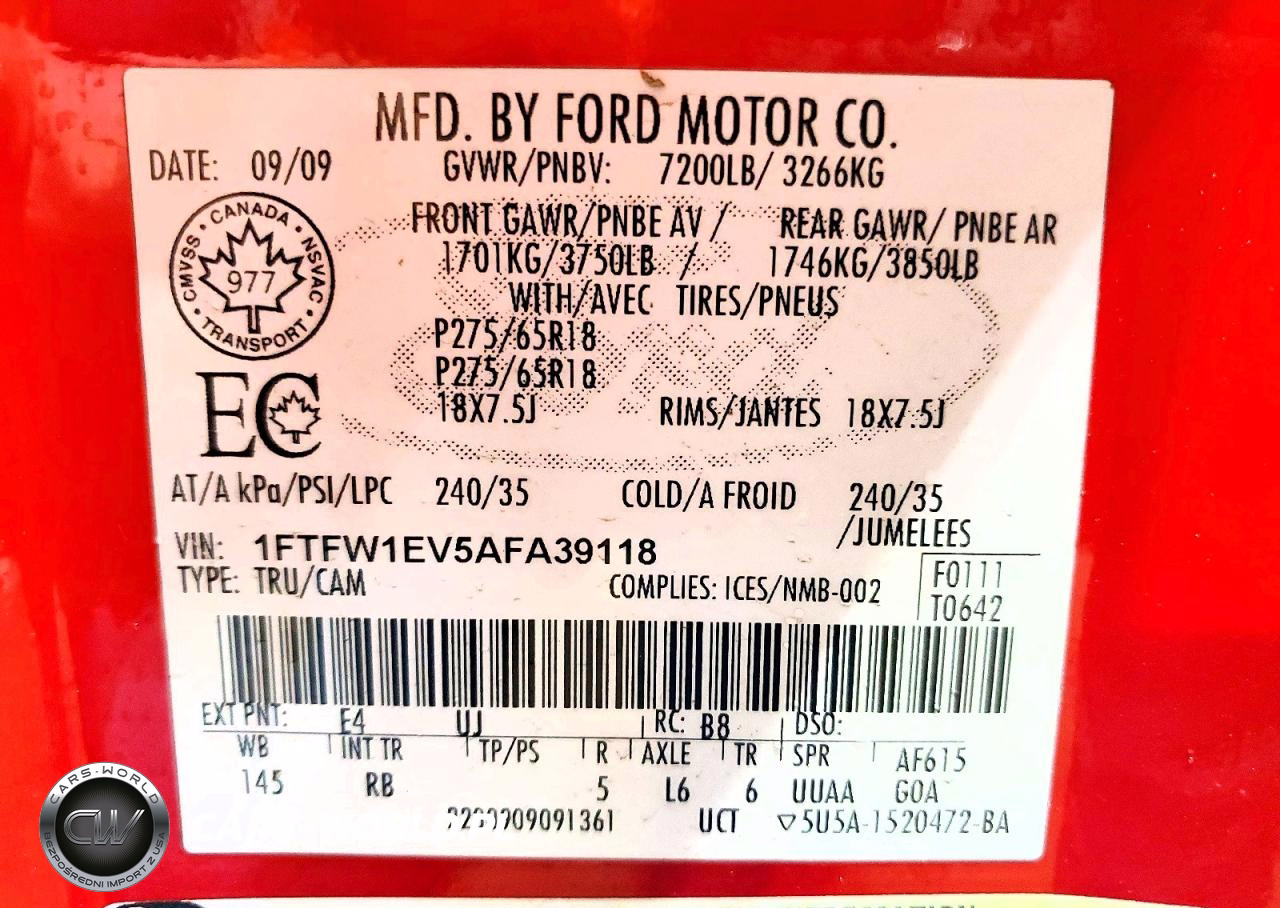 MFD. BY FORD MOTOR CO.
DATE: 09/09 GVWR/PNBV: 7200LB/ 3266KG
FRONT GAWR/PNBE AV / REAR GAWR/ PNBE AR
1701KG/3750LB / 1746KG/3850LB
WITH/AVEC TIRES/PNEUS
P275/65R18
P275/65R18
18X7.5J RIMS/JANTES 18X7.5J
CANADA
CMVSS · NSVAC
977
TRANSPORT
EC
AT/A kPa/PSI/LPC 240/35 COLD/A FROID 240/35
/JUMELEES
VIN: 1FTFW1EV5AFA39118
TYPE: TRU/CAM COMPLIES: ICES/NMB-002
F0111
T0642
EXT PNT: E4 UJ RC: B8 DSO:
WB INT TR TP/PS R AXLE TR SPR AF615
145 RB 5 L6 6 UUAA GOA
UCT ▽5U5A-1520472-BA
CARS-WORLD
CW
BEZPOŚREDNI IMPORT Z USA